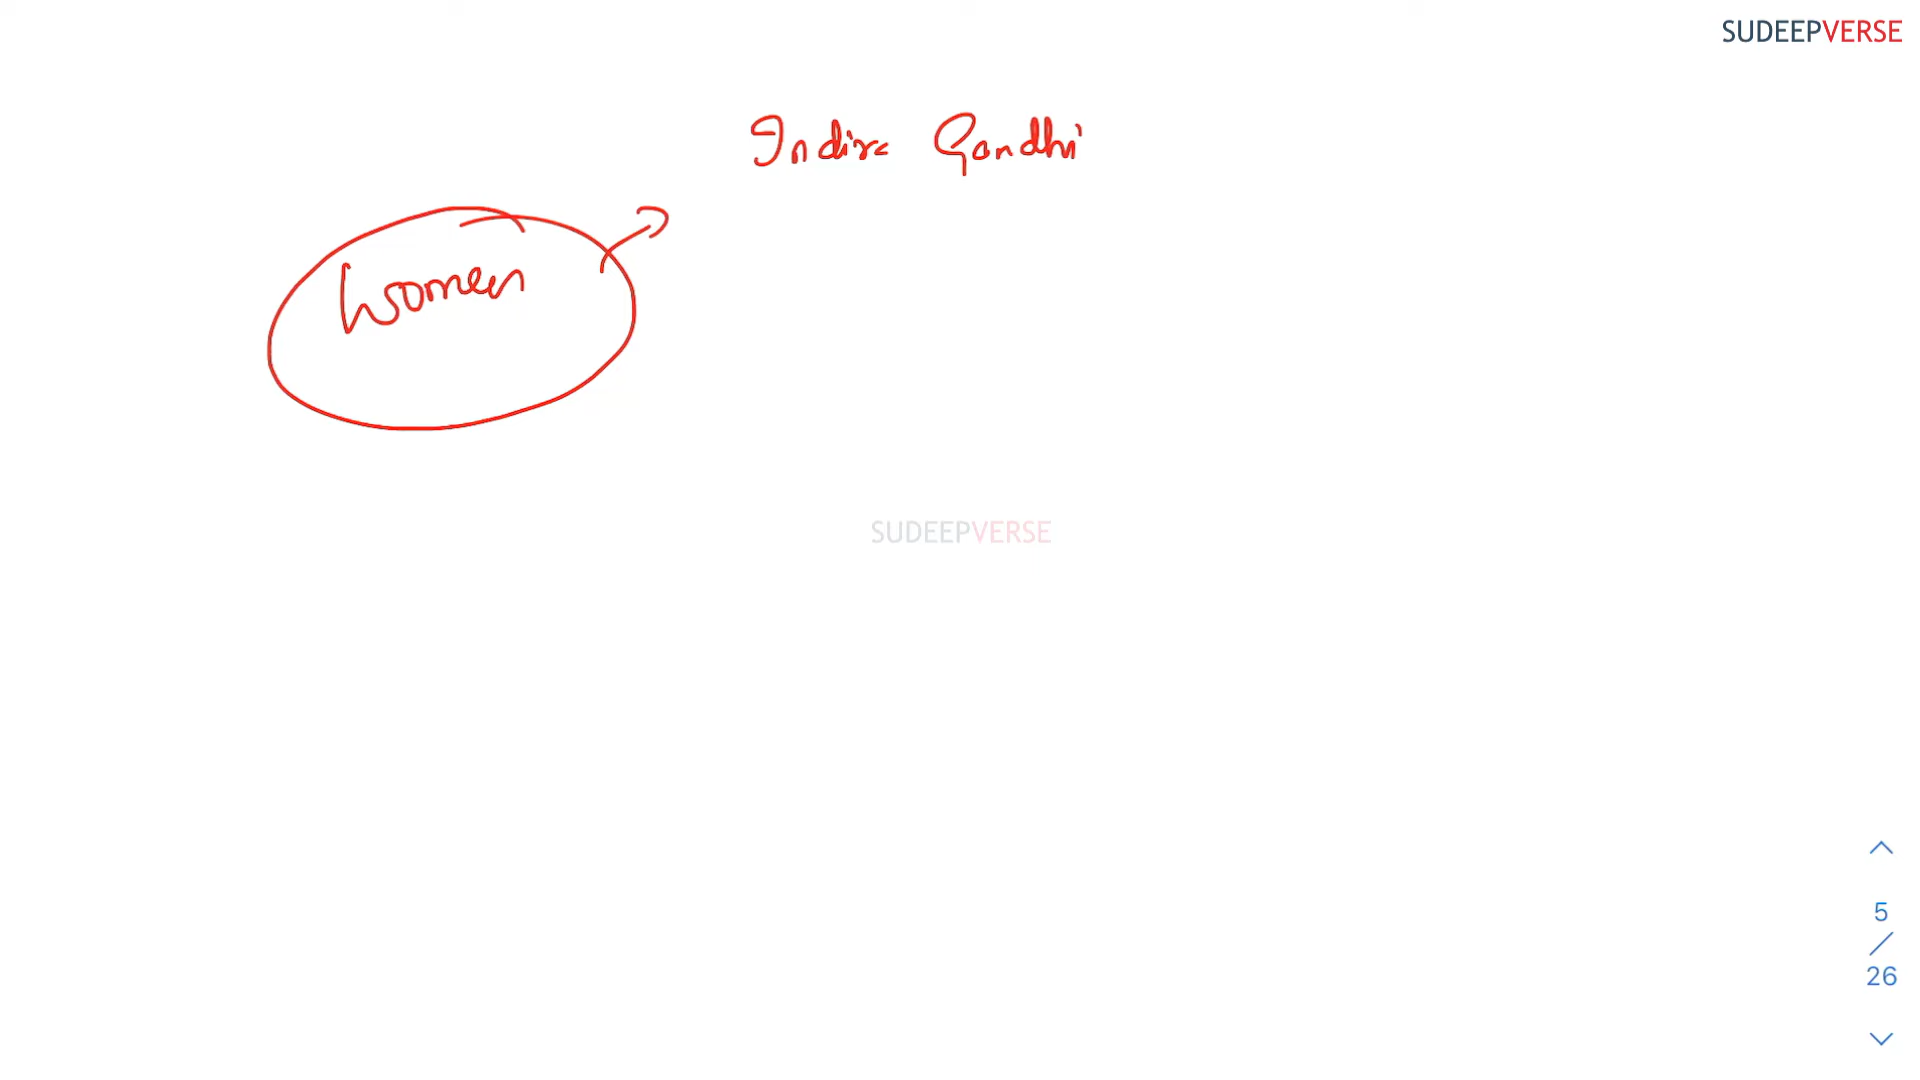 SUDEEPVERSE
Indira Gandhi
Women
SUDEEPVERSE
5
/
26